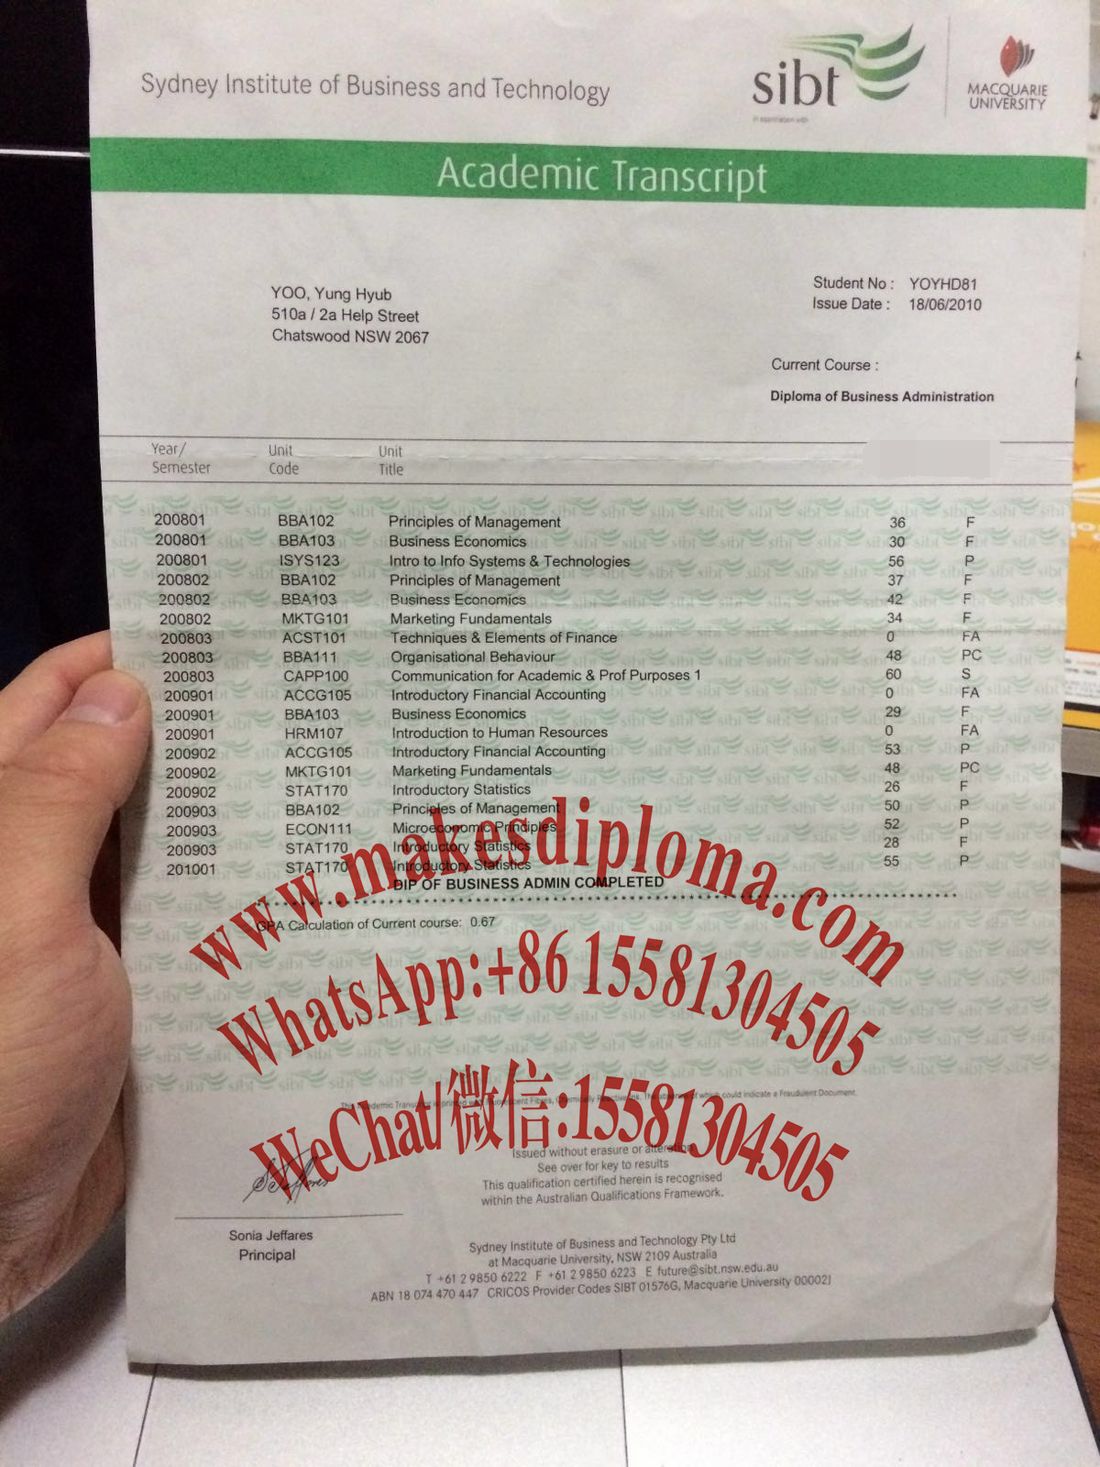 Sydney Institute of Business and Technology
sibt
in association with
MACQUARIE
UNIVERSITY
Academic Transcript
YOO, Yung Hyub
510a / 2a Help Street
Chatswood NSW 2067
Student No : YOYHD81
Issue Date : 18/06/2010
Current Course :
Diploma of Business Administration
Year/ Semester Unit Code Unit Title
200801 BBA102 Principles of Management 36 F
200801 BBA103 Business Economics 30 F
200801 ISYS123 Intro to Info Systems & Technologies 56 P
200802 BBA102 Principles of Management 37 F
200802 BBA103 Business Economics 42 F
200802 MKTG101 Marketing Fundamentals 34 F
200803 ACST101 Techniques & Elements of Finance 0 FA
200803 BBA111 Organisational Behaviour 48 PC
200803 CAPP100 Communication for Academic & Prof Purposes 1 60 S
200901 ACCG105 Introductory Financial Accounting 0 FA
200901 BBA103 Business Economics 29 F
200901 HRM107 Introduction to Human Resources 0 FA
200902 ACCG105 Introductory Financial Accounting 53 P
200902 MKTG101 Marketing Fundamentals 48 PC
200902 STAT170 Introductory Statistics 26 F
200903 BBA102 Principles of Management 50 P
200903 ECON111 Microeconomic Principles 52 P
200903 STAT170 Introductory Statistics 28 F
201001 STAT170 Introductory Statistics 55 P
DIP OF BUSINESS ADMIN COMPLETED
GPA Calculation of Current course: 0.67
www.makesdiploma.com
WhatsApp:+86 15581304505
WeChat/微信:15581304505
could indicate a Fraudulent Document.
Issued without erasure or alteration
See over for key to results
This qualification certified herein is recognised
within the Australian Qualifications Framework.
Sonia Jeffares
Principal
Sydney Institute of Business and Technology Pty Ltd
at Macquarie University, NSW 2109 Australia
T +61 2 9850 6222 F +61 2 9850 6223 E future@sibt.nsw.edu.au
ABN 18 074 470 447 CRICOS Provider Codes SIBT 01576G, Macquarie University 00002J